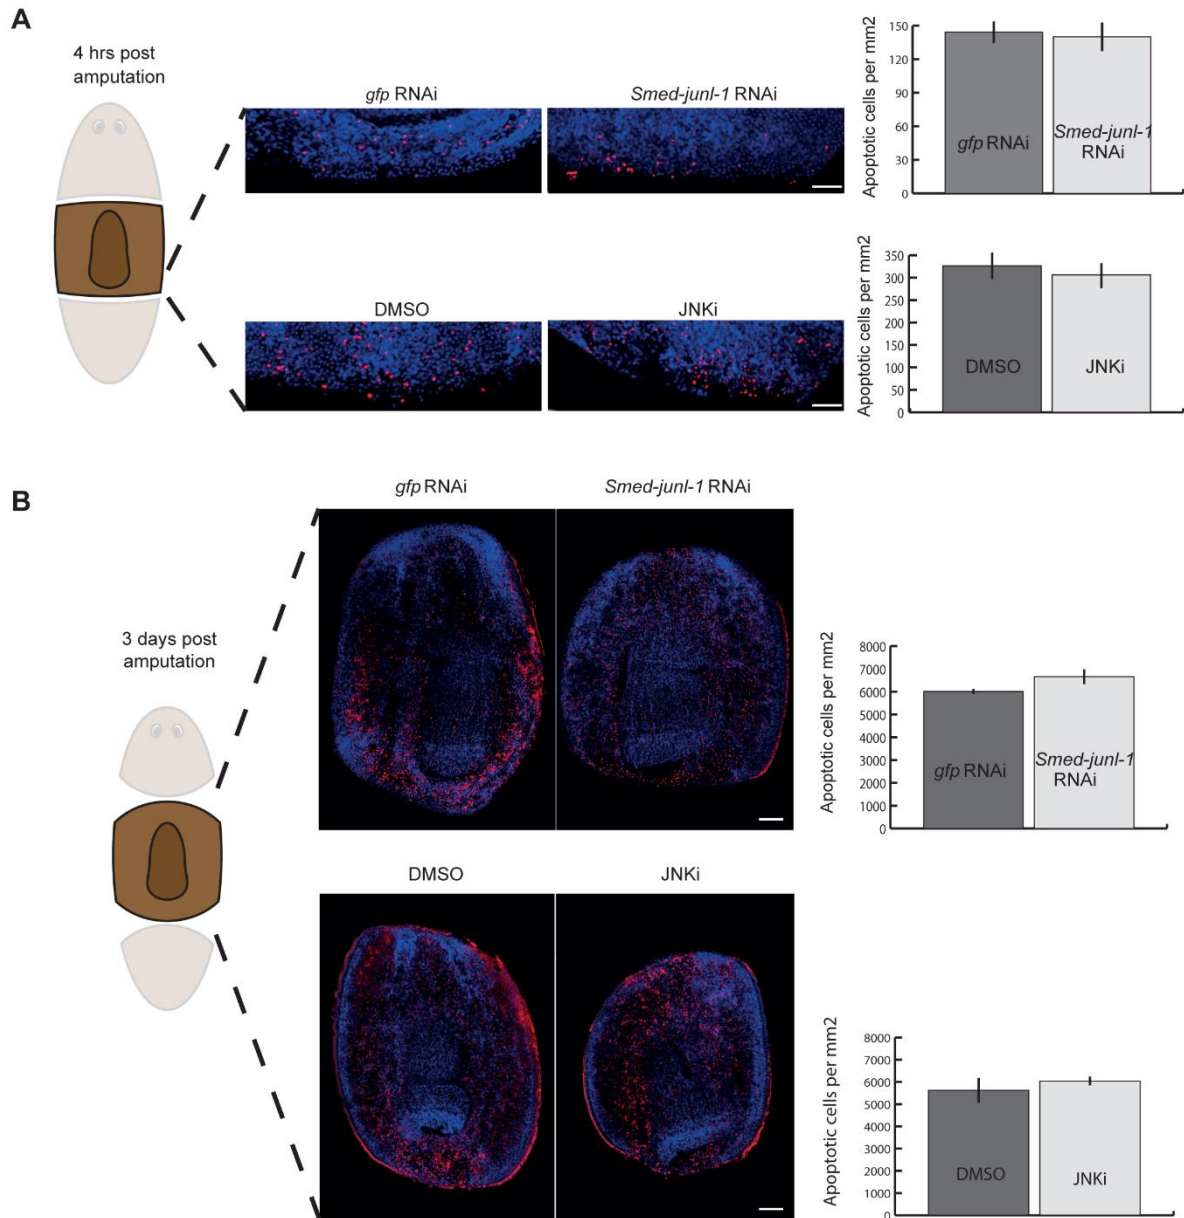 A
4 hrs post
amputation
gfp RNAi
Smed-junl-1 RNAi
Apoptotic cells per mm2
150
120
90
60
30
0
gfp RNAi
Smed-junl-1
RNAi
DMSO
JNKi
Apoptotic cells per mm2
350
300
250
200
150
100
50
0
DMSO
JNKi
B
gfp RNAi
Smed-junl-1 RNAi
3 days post
amputation
Apoptotic cells per mm2
8000
7000
6000
5000
4000
3000
2000
1000
0
gfp RNAi
Smed-junl-1
RNAi
DMSO
JNKi
Apoptotic cells per mm2
8000
7000
6000
5000
4000
3000
2000
1000
0
DMSO
JNKi